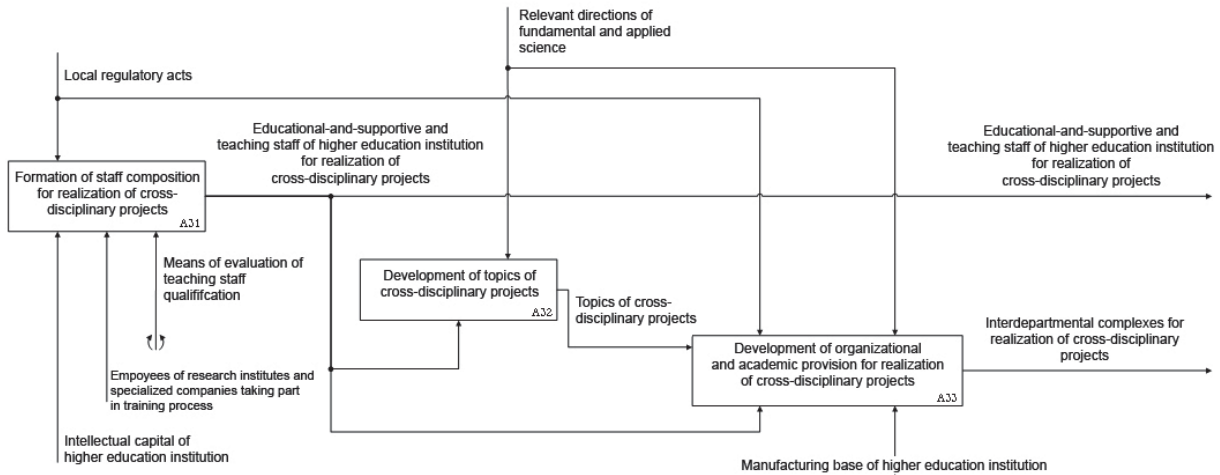 Relevant directions of
fundamental and applied
science
Local regulatory acts
Educational-and-supportive and
teaching staff of higher education institution
for realization of
cross-disciplinary projects
Educational-and-supportive and
teaching staff of higher education institution
for realization of
cross-disciplinary projects
Formation of staff composition
for realization of cross-
disciplinary projects
A31
Means of evaluation of
teaching staff
qualififcation
Development of topics of
cross-disciplinary projects
A32
Topics of cross-
disciplinary projects
Interdepartmental complexes for
realization of cross-disciplinary
projects
Development of organizational
and academic provision for realization
of cross-disciplinary projects
A33
Empoyees of research institutes and
specialized companies taking part
in training process
Intellectual capital of
higher education institution
Manufacturing base of higher education institution